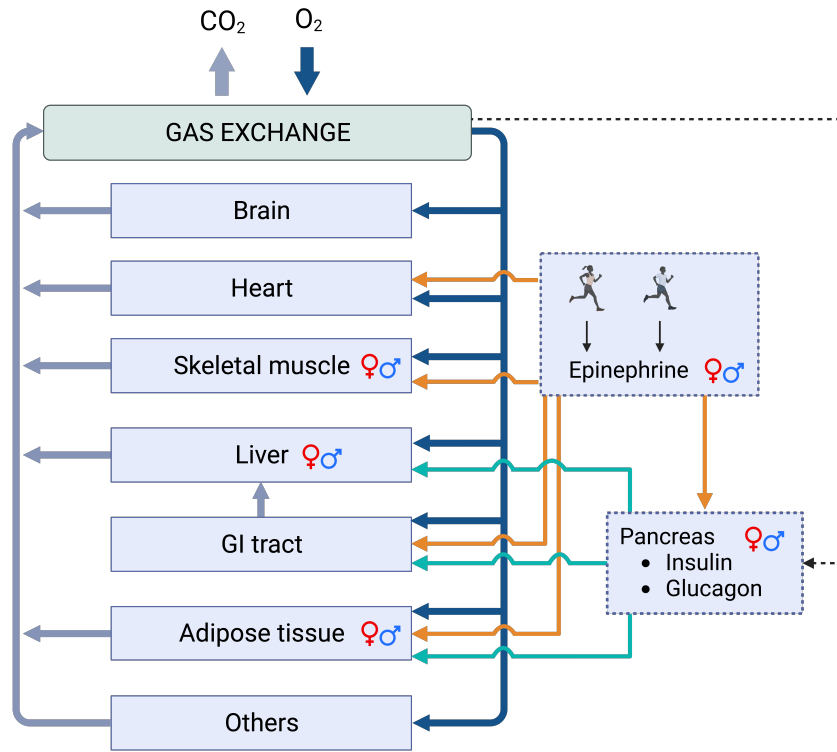 CO₂ O₂
GAS EXCHANGE
Brain
Heart
Skeletal muscle ♀♂
Liver ♀♂
GI tract
Adipose tissue ♀♂
Others
Epinephrine ♀♂
Pancreas ♀♂
• Insulin
• Glucagon